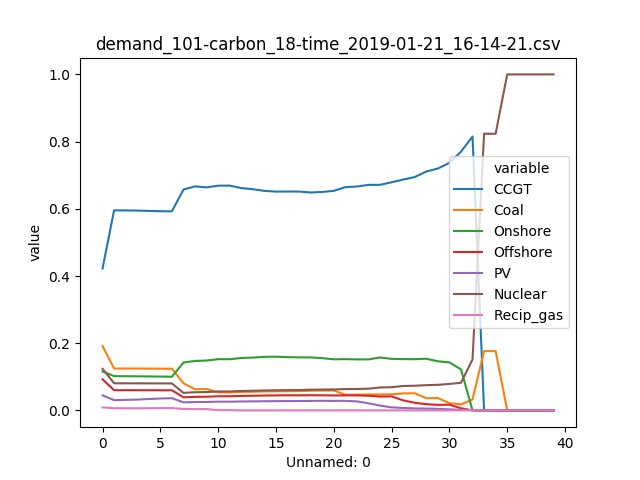 demand_101-carbon_18-time_2019-01-21_16-14-21.csv
1.0
0.8
0.6
0.4
0.2
0.0
value
variable
CCGT
Coal
Onshore
Offshore
PV
Nuclear
Recip_gas
0 5 10 15 20 25 30 35 40
Unnamed: 0